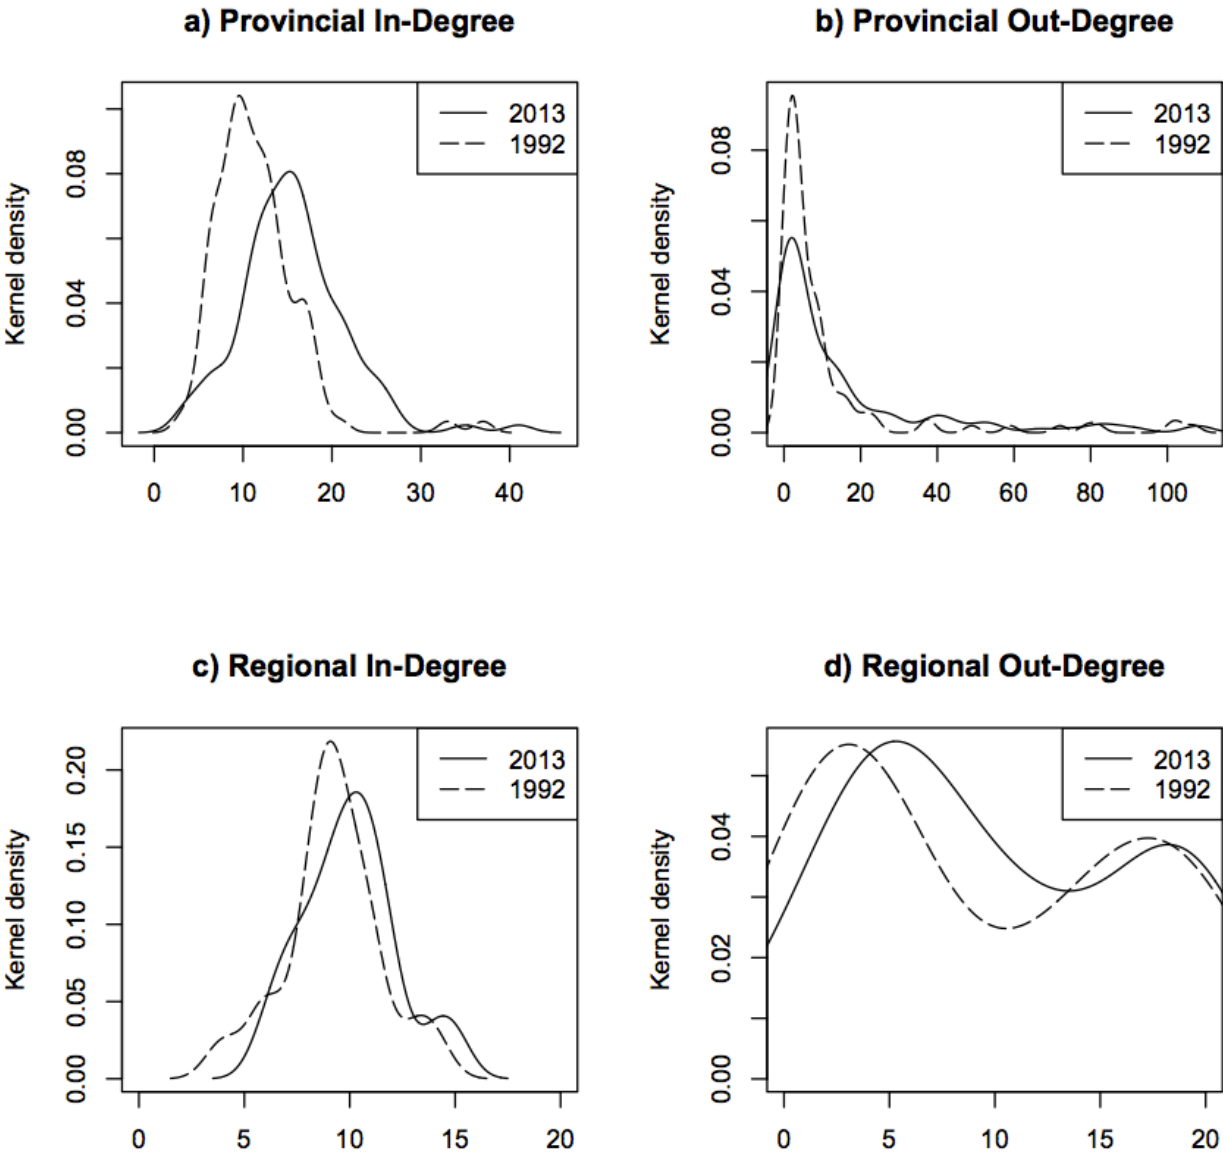 a) Provincial In-Degree
Kernel density
0.00 0.04 0.08
2013
1992
0 10 20 30 40
b) Provincial Out-Degree
Kernel density
0.00 0.04 0.08
2013
1992
0 20 40 60 80 100
c) Regional In-Degree
Kernel density
0.00 0.05 0.10 0.15 0.20
2013
1992
0 5 10 15 20
d) Regional Out-Degree
Kernel density
0.00 0.02 0.04
2013
1992
0 5 10 15 20